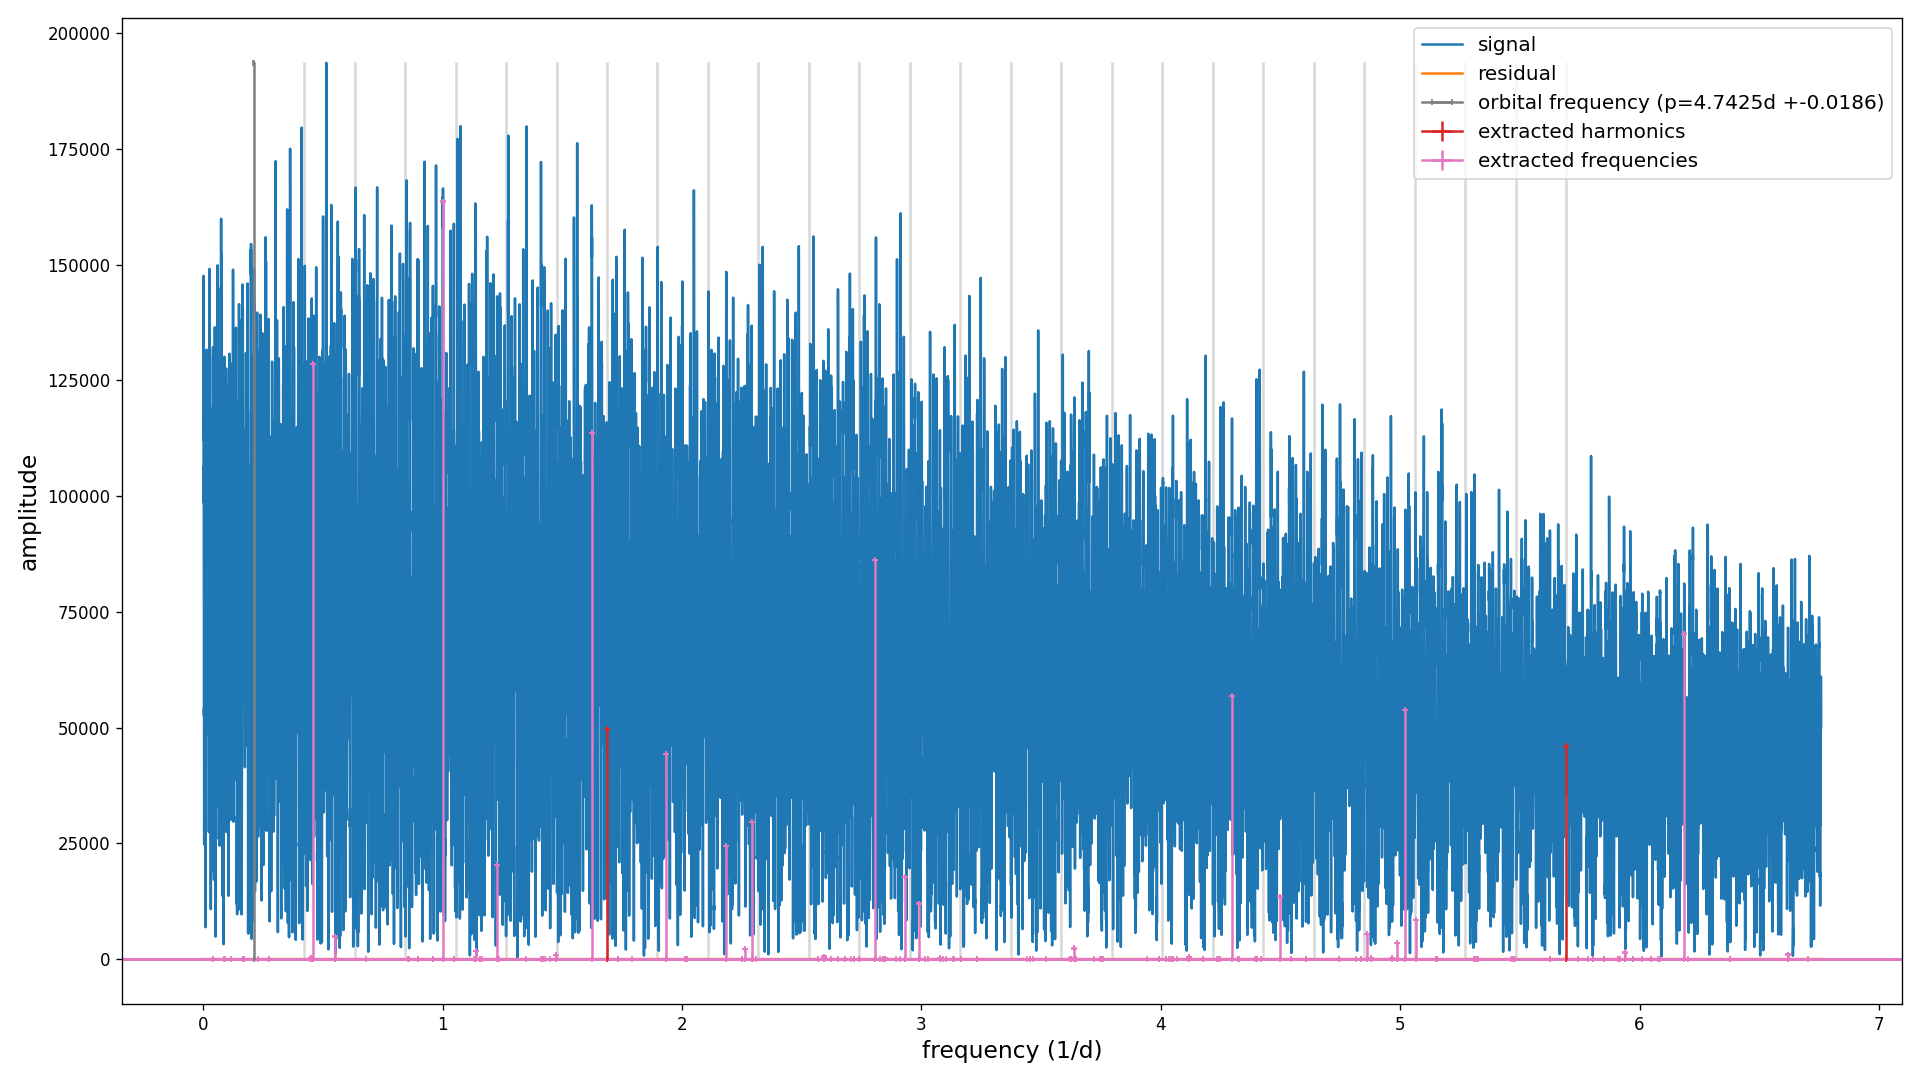 200000
175000
150000
125000
100000
75000
50000
25000
0
amplitude
signal
residual
orbital frequency (p=4.7425d +-0.0186)
extracted harmonics
extracted frequencies
0 1 2 3 4 5 6 7
frequency (1/d)